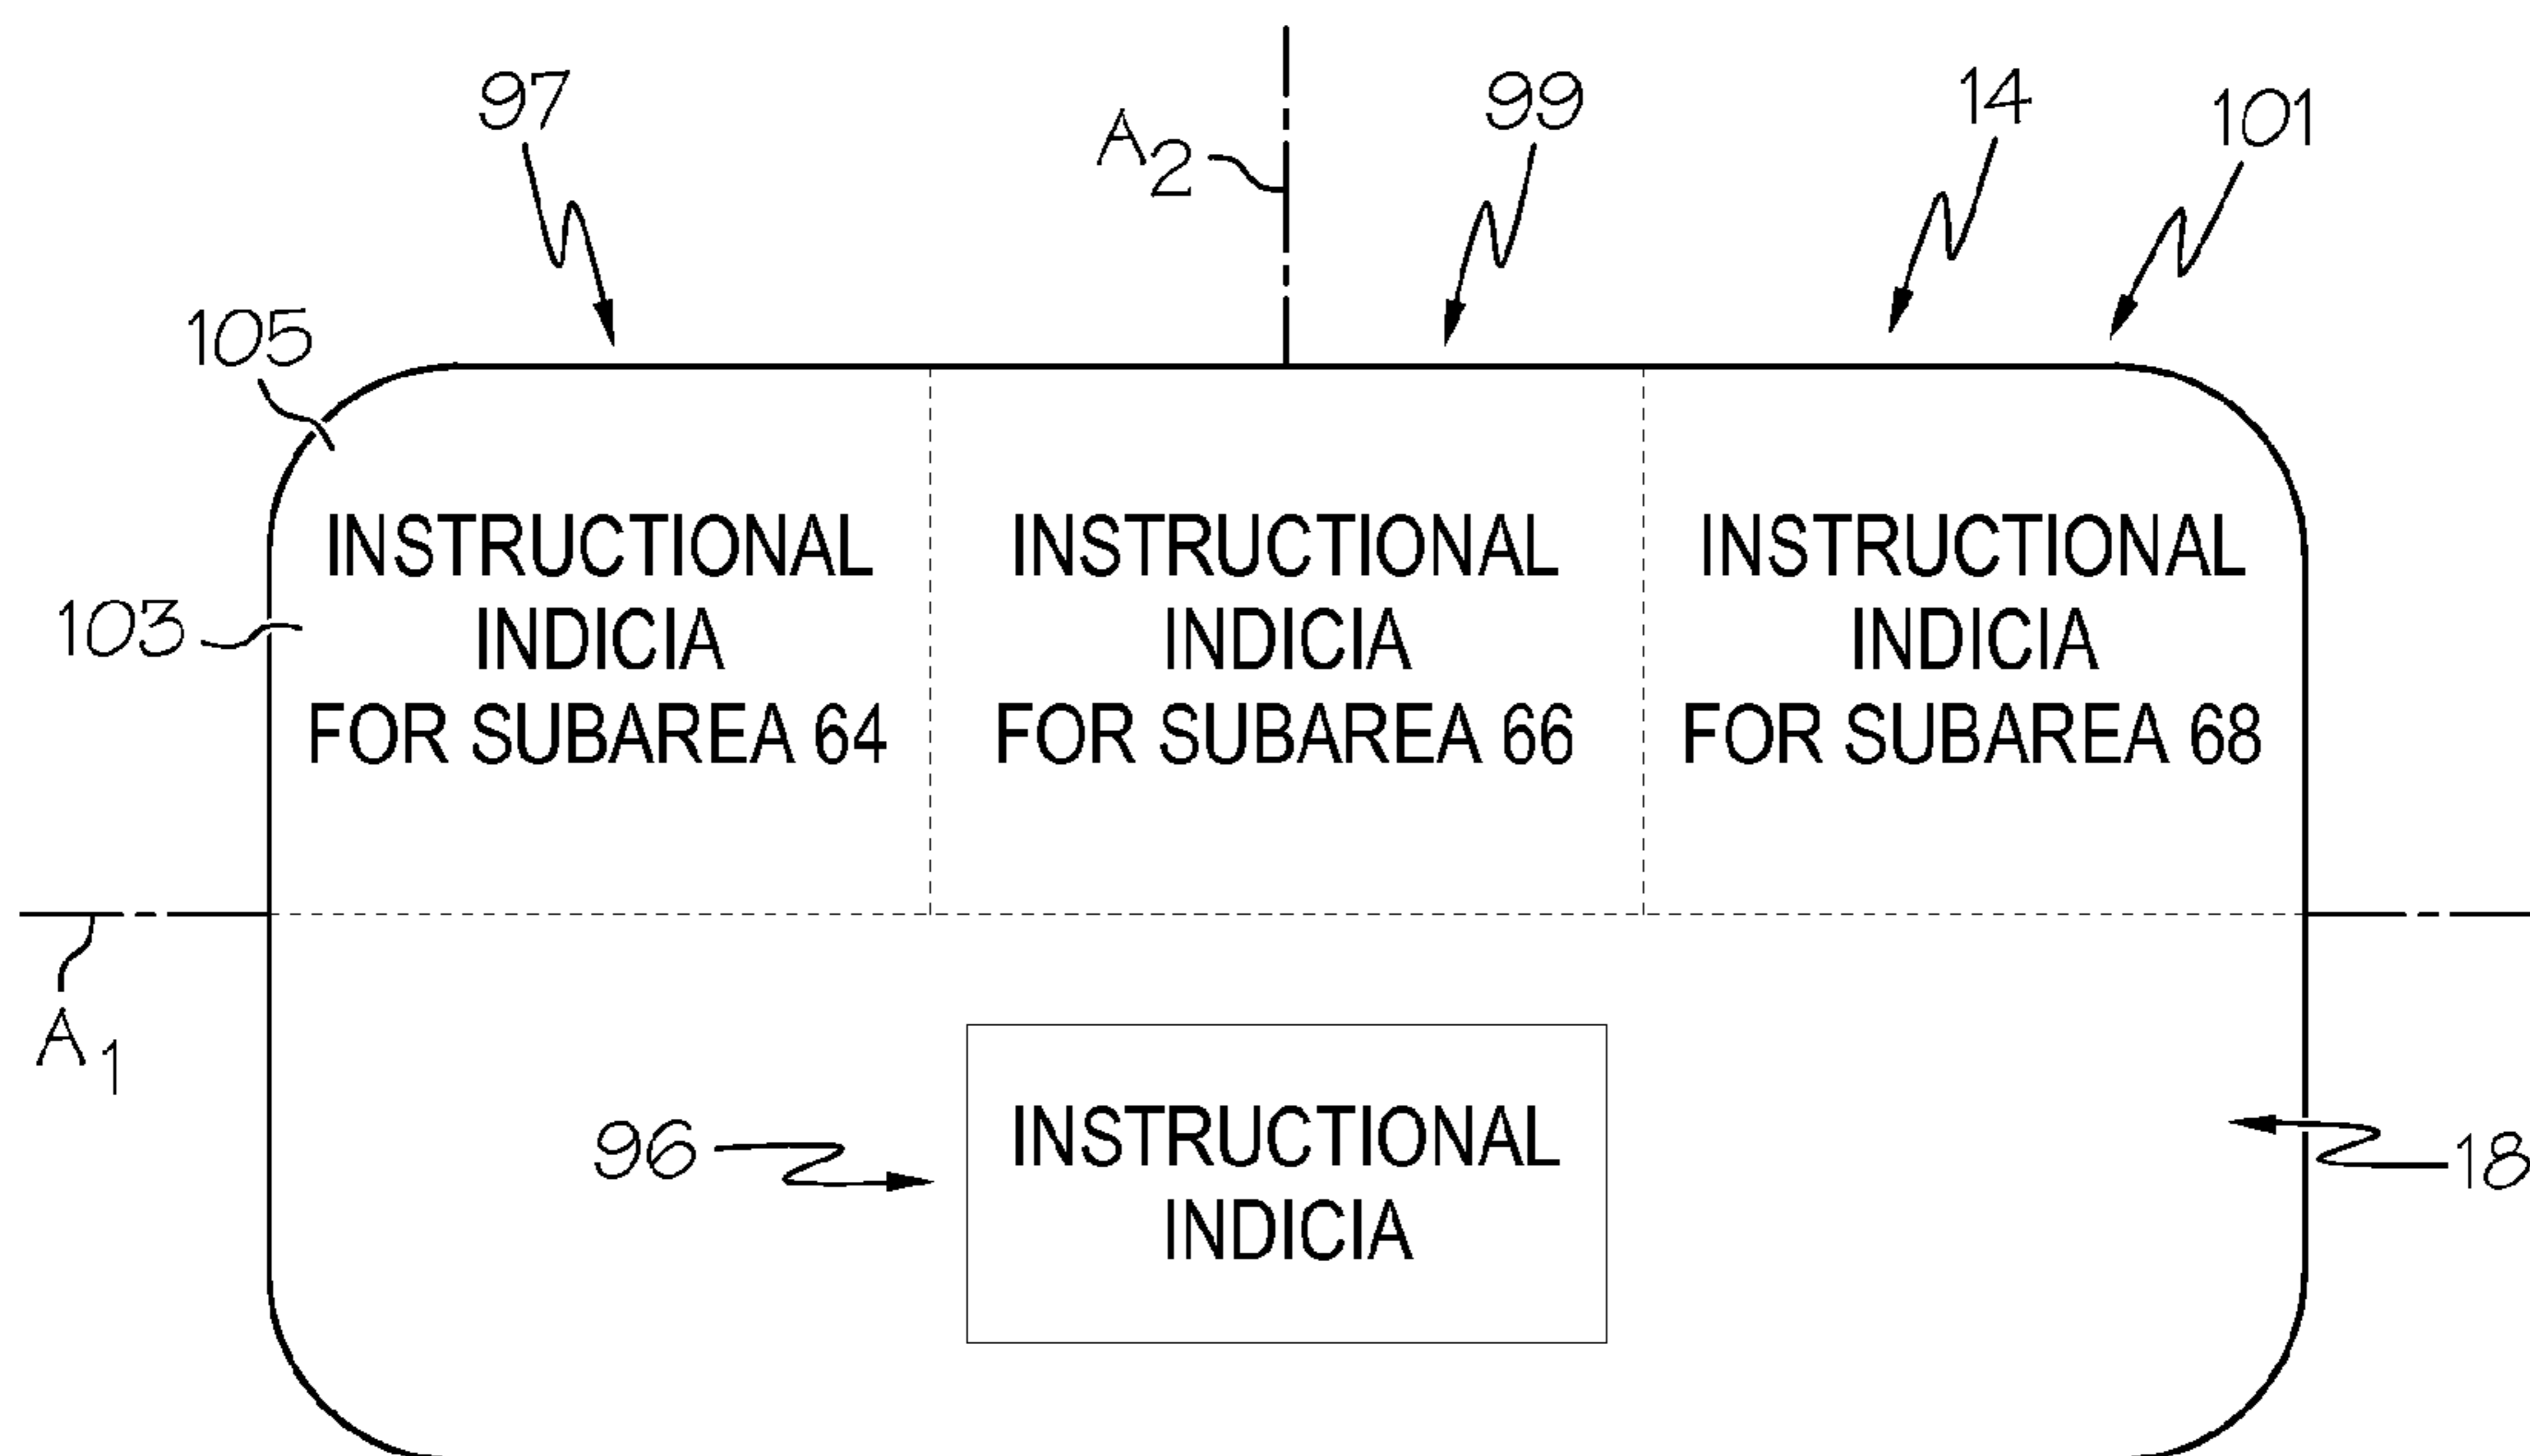 97
A2
99
14
101
105
INSTRUCTIONAL
INDICIA
FOR SUBAREA 64
INSTRUCTIONAL
INDICIA
FOR SUBAREA 66
INSTRUCTIONAL
INDICIA
FOR SUBAREA 68
103
A1
96
INSTRUCTIONAL
INDICIA
18